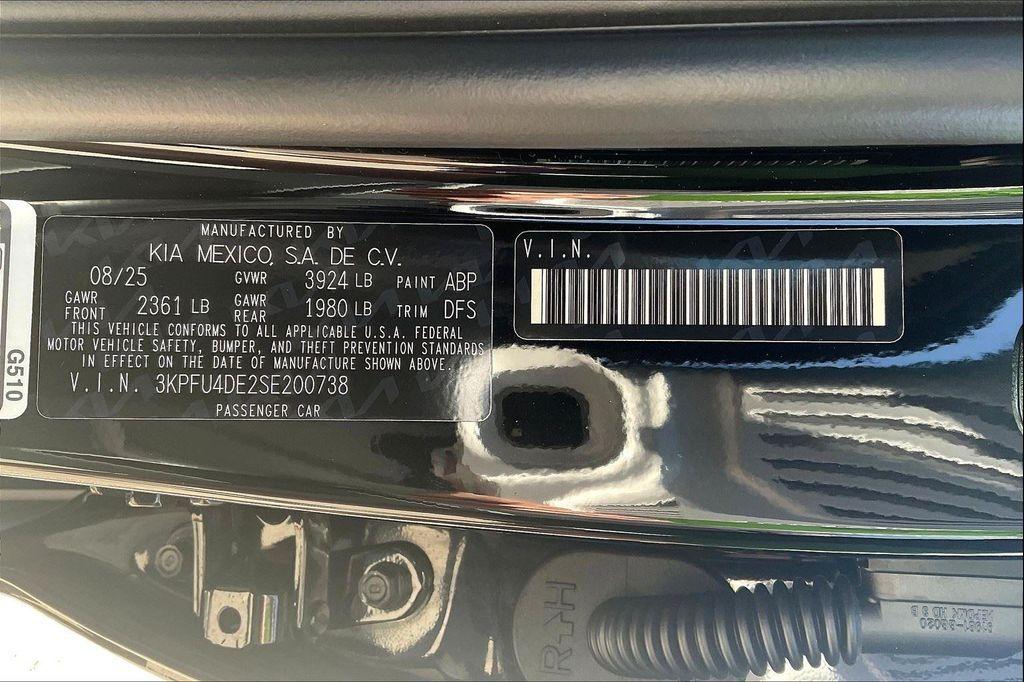 MANUFACTURED BY
KIA MEXICO, S.A. DE C.V.
08/25 GVWR 3924 LB PAINT ABP
GAWR FRONT 2361 LB GAWR REAR 1980 LB TRIM DFS
THIS VEHICLE CONFORMS TO ALL APPLICABLE U.S.A. FEDERAL
MOTOR VEHICLE SAFETY, BUMPER, AND THEFT PREVENTION STANDARDS
IN EFFECT ON THE DATE OF MANUFACTURE SHOWN ABOVE.
V.I.N. 3KPFU4DE2SE200738
PASSENGER CAR
V.I.N.
G510